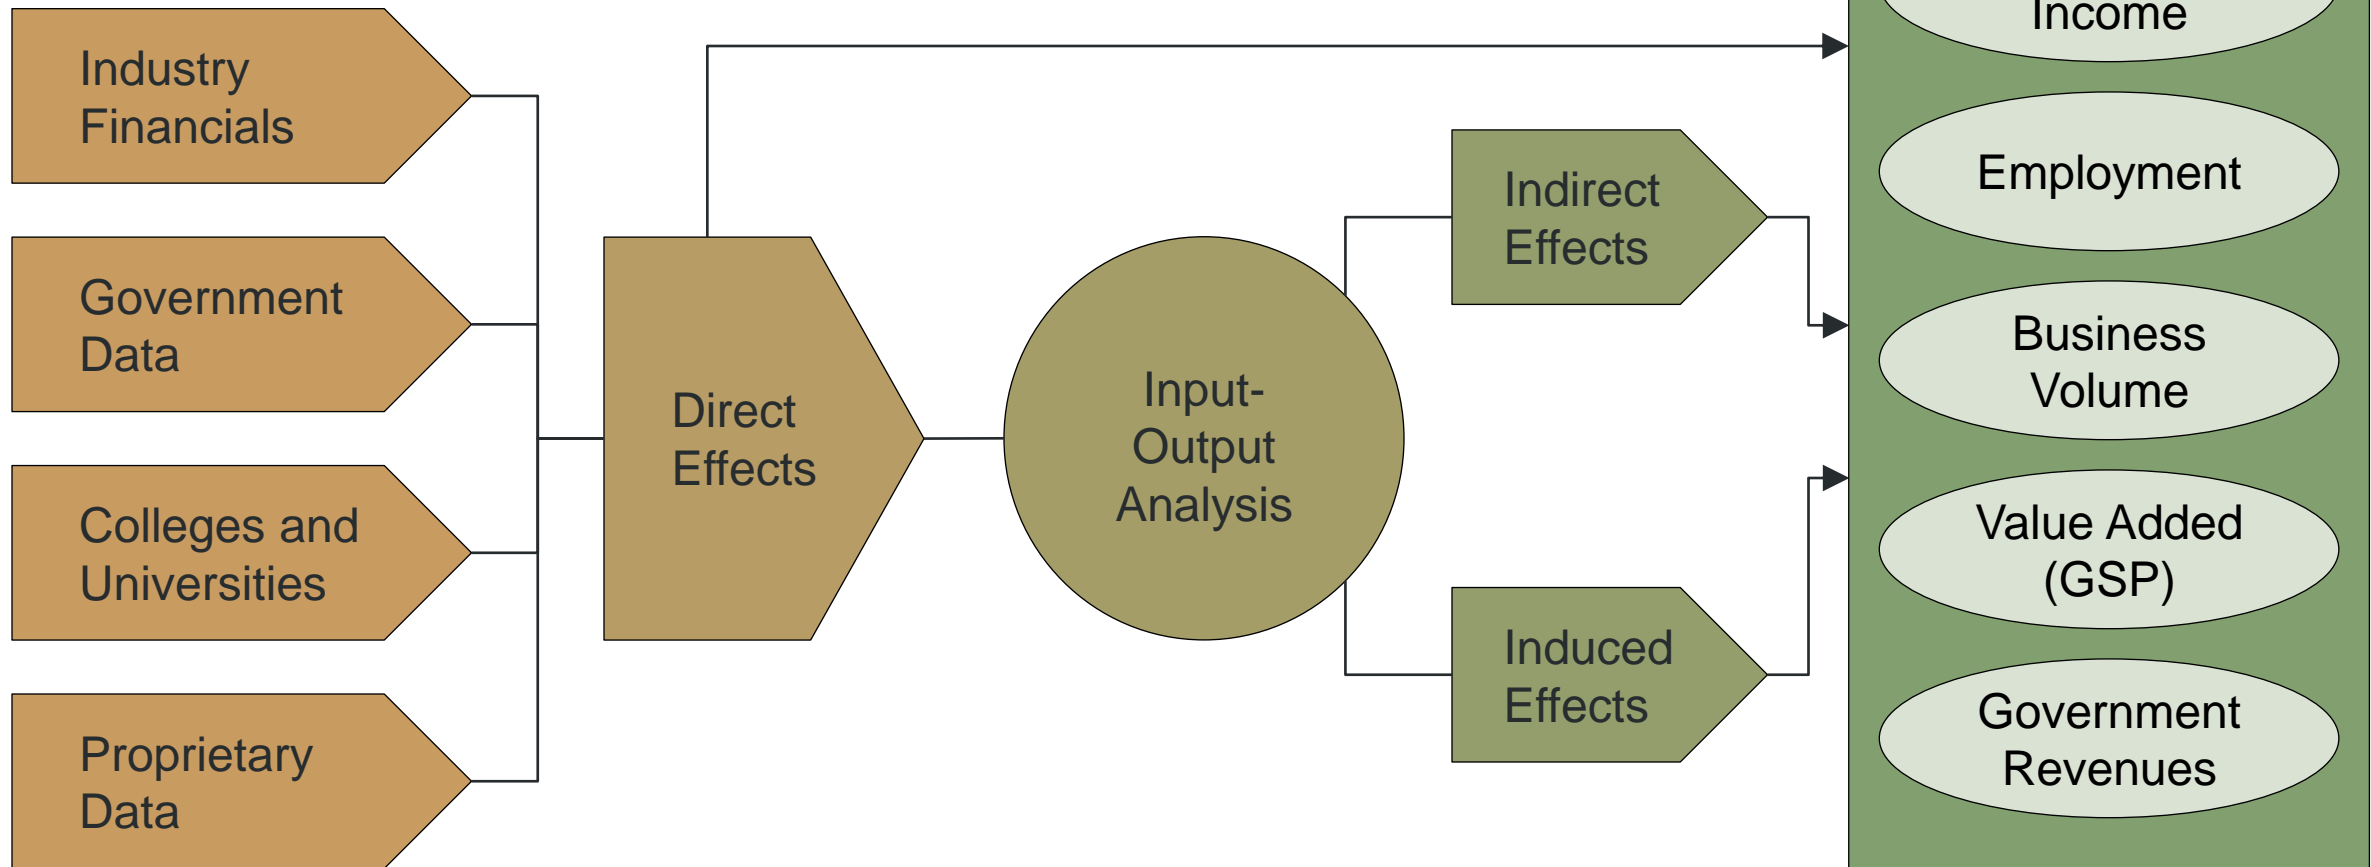 Industry
Financials
Government
Data
Colleges and
Universities
Proprietary
Data
Direct
Effects
Input-
Output
Analysis
Indirect
Effects
Induced
Effects
Income
Employment
Business
Volume
Value Added
(GSP)
Government
Revenues